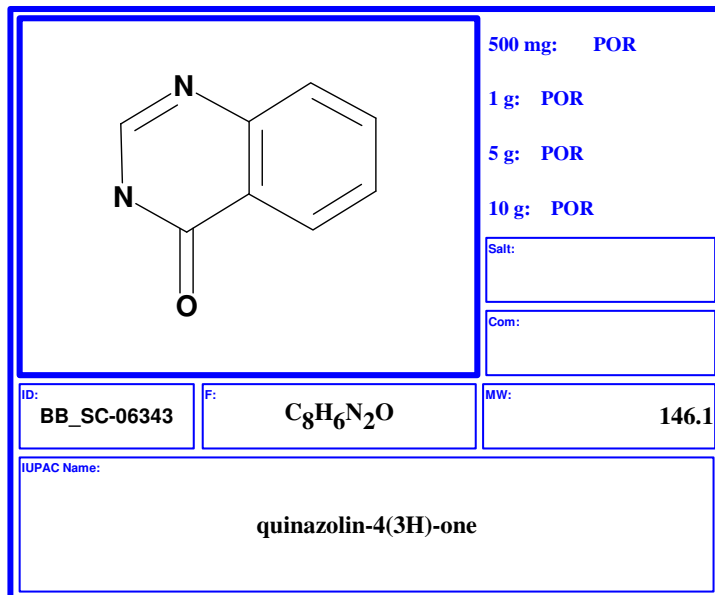 N
N
O
500 mg: POR
1 g: POR
5 g: POR
10 g: POR
Salt:
Com:
ID:
BB_SC-06343
F:
C8H6N2O
MW:
146.1
IUPAC Name:
quinazolin-4(3H)-one